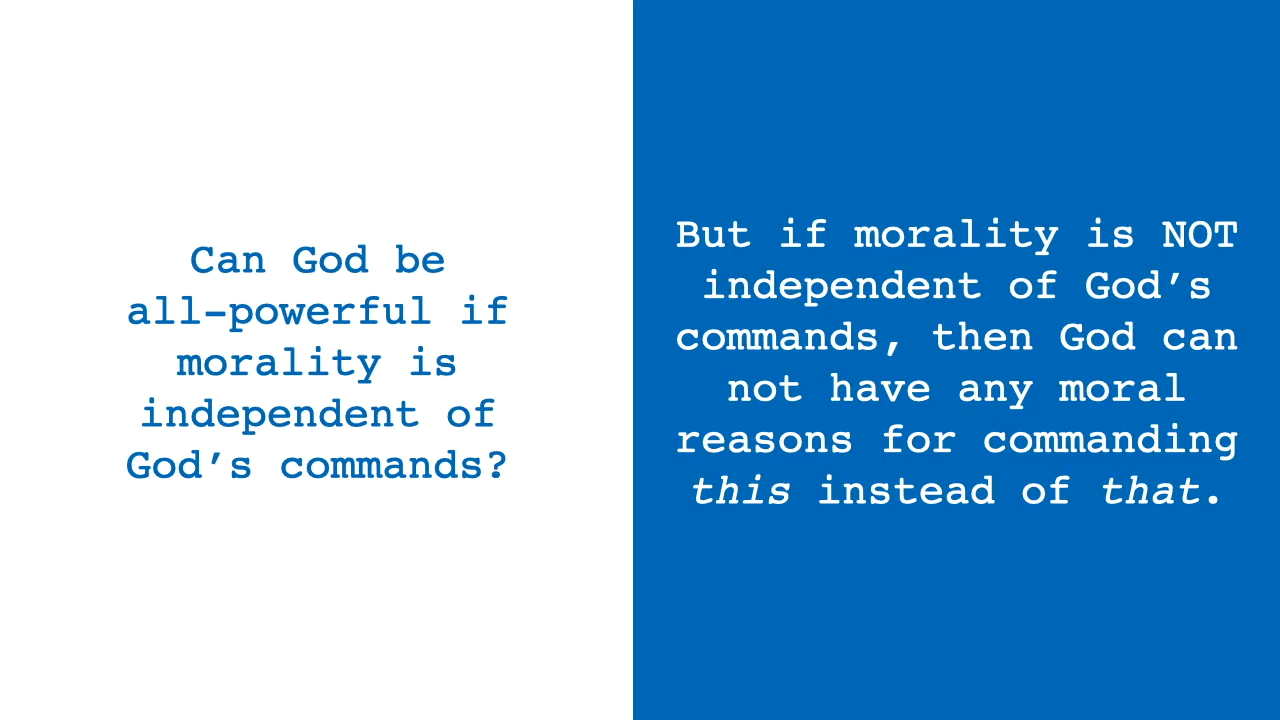 Can God be
all-powerful if
morality is
independent of
God’s commands?
But if morality is NOT
independent of God’s
commands, then God can
not have any moral
reasons for commanding
this instead of that.